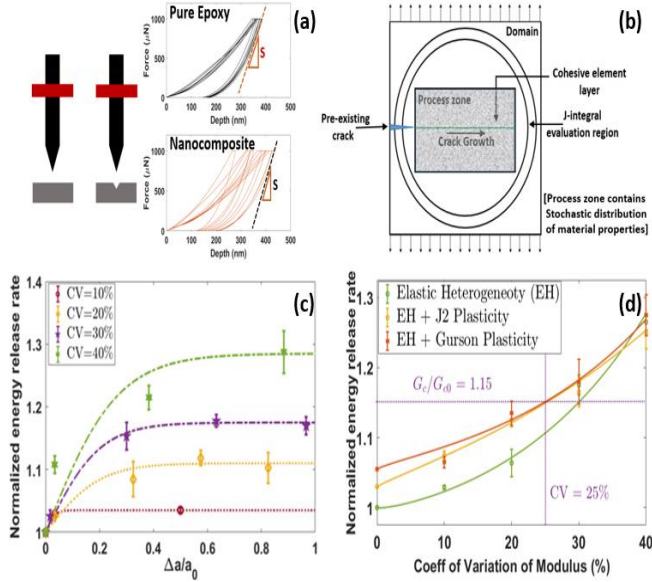 Pure Epoxy
(a)
1000
500
0
Force (μN)
S
0 100 200 300 400 500
Depth (nm)
Nanocomposite
1000
500
0
Force (μN)
S
0 100 200 300 400 500
Depth (nm)
(b)
Domain
Process zone
Cohesive element
layer
Pre-existing
crack
J-integral
evaluation region
Crack Growth
[Process zone contains
Stochastic distribution
of material properties]
(c)
1.4
1.3
1.2
1.1
1
Normalized energy release rate
CV=10%
CV=20%
CV=30%
CV=40%
0 0.2 0.4 0.6 0.8 1
Δa/a0
(d)
1.3
1.2
1.1
1
Normalized energy release rate
Elastic Heterogeneoty (EH)
EH + J2 Plasticity
EH + Gurson Plasticity
Gc/Gc0 = 1.15
CV = 25%
0 10 20 30 40
Coeff of Variation of Modulus (%)